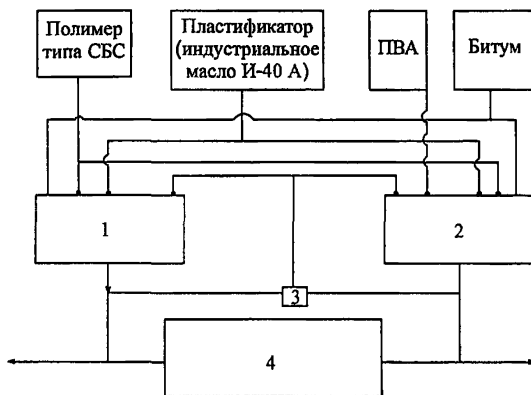 Полимер
типа СБС
Пластификатор
(индустриальное
масло И-40 А)
ПВА
Битум
1
2
3
4